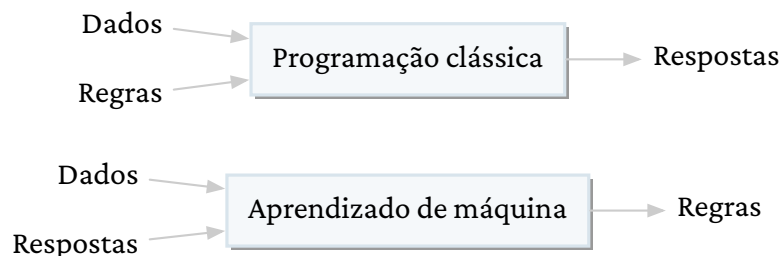 Dados
Programação clássica
Respostas
Regras
Dados
Aprendizado de máquina
Regras
Respostas